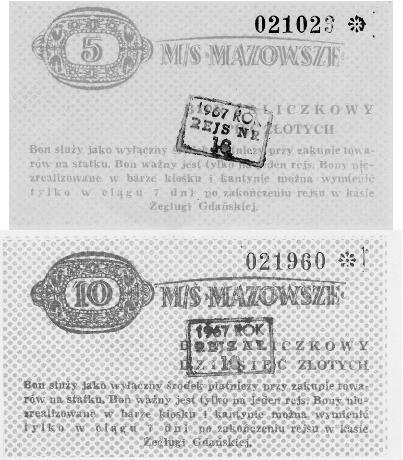 021023
5 M/S »MAZOWSZE«
1967 ROK
LICZKOWY
REJS NR.
ZŁOTYCH
16
Bon służy jako wyłączny środek płatniczy przy zakupie towa-
rów na statku. Bon ważny jest tylko na jeden rejs. Bony nie-
zrealizowane w barze kiosku i kantynie można wymienić
tylko w ciągu 7 dni po zakończeniu rejsu w kasie
Żeglugi Gdańskiej.
021960
10 M/S »MAZOWSZE«
1967 ROK
LICZKOWY
DZIESIĘĆ ZŁOTYCH
Bon służy jako wyłączny środek płatniczy przy zakupie towa-
rów na statku. Bon ważny jest tylko na jeden rejs. Bony nie-
zrealizowane w barze kiosku i kantynie można wymienić
tylko w ciągu 7 dni po zakończeniu rejsu w kasie
Żeglugi Gdańskiej.